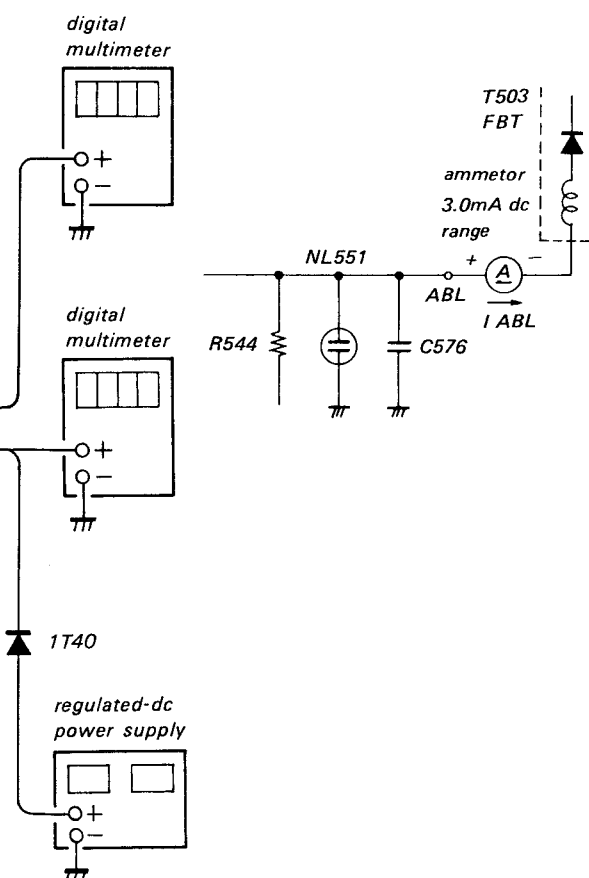 digital
multimeter
+
−
T503
FBT
ammetor
3.0mA dc
range
NL551
+
A
−
ABL
I ABL
R544
C576
digital
multimeter
+
−
1T40
regulated-dc
power supply
+
−